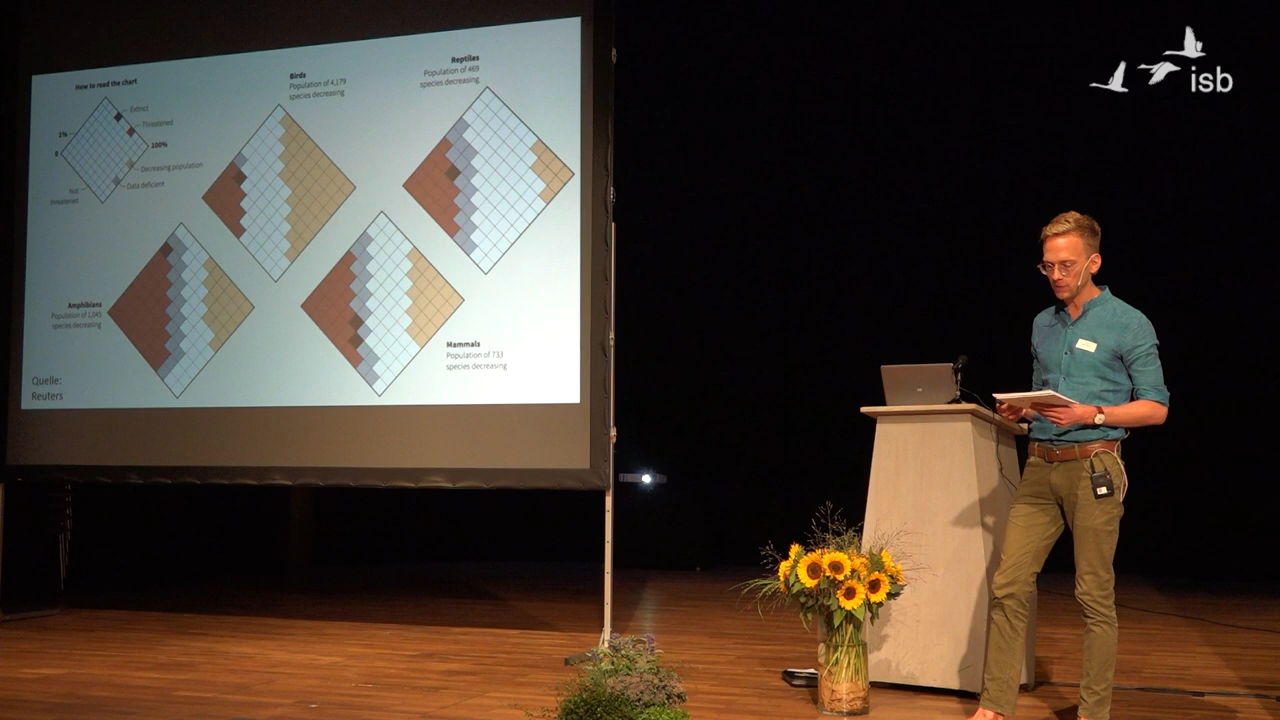 How to read the chart
Extinct
Threatened
1%
100%
0
Decreasing population
Data deficient
Not
threatened
Birds
Population of 4,179
species decreasing
Reptiles
Population of 469
species decreasing
Amphibians
Population of 1,045
species decreasing
Mammals
Population of 733
species decreasing
Quelle:
Reuters
isb